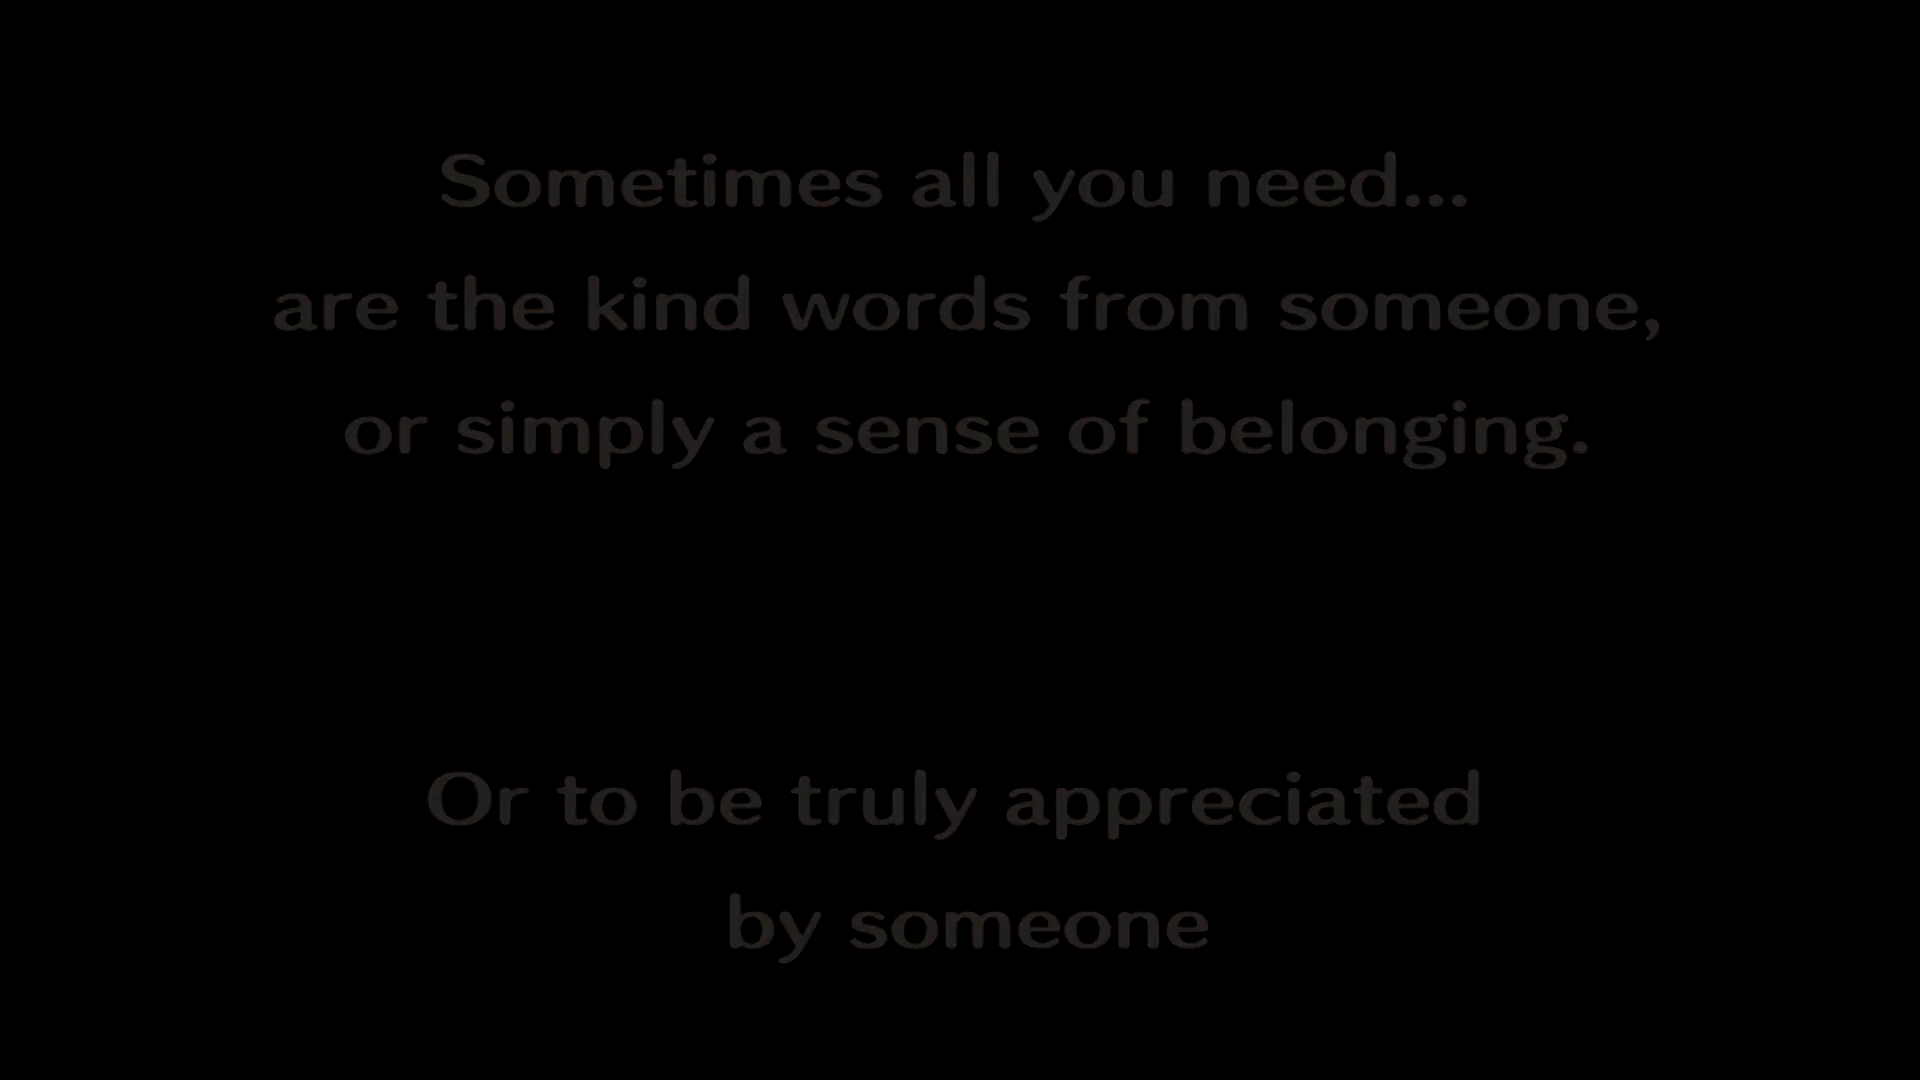 Sometimes all you need...
are the kind words from someone,
or simply a sense of belonging.
Or to be truly appreciated
by someone